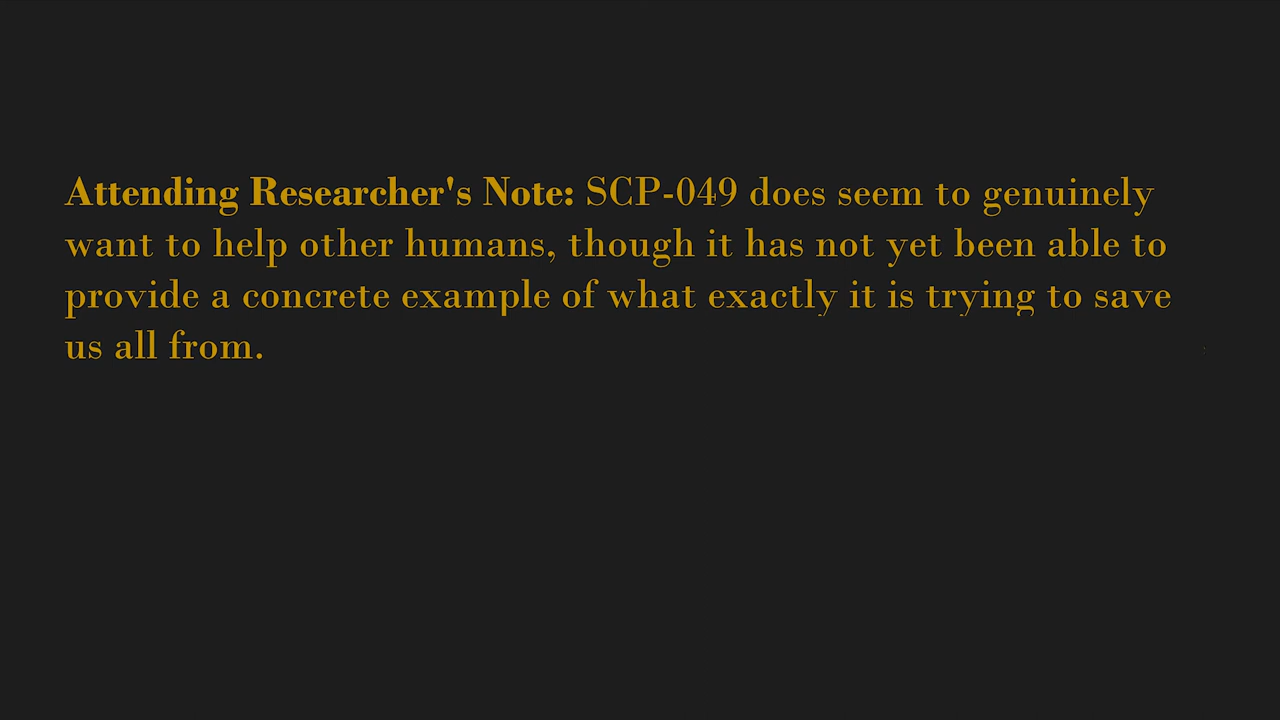 Attending Researcher's Note: SCP-049 does seem to genuinely
want to help other humans, though it has not yet been able to
provide a concrete example of what exactly it is trying to save
us all from.